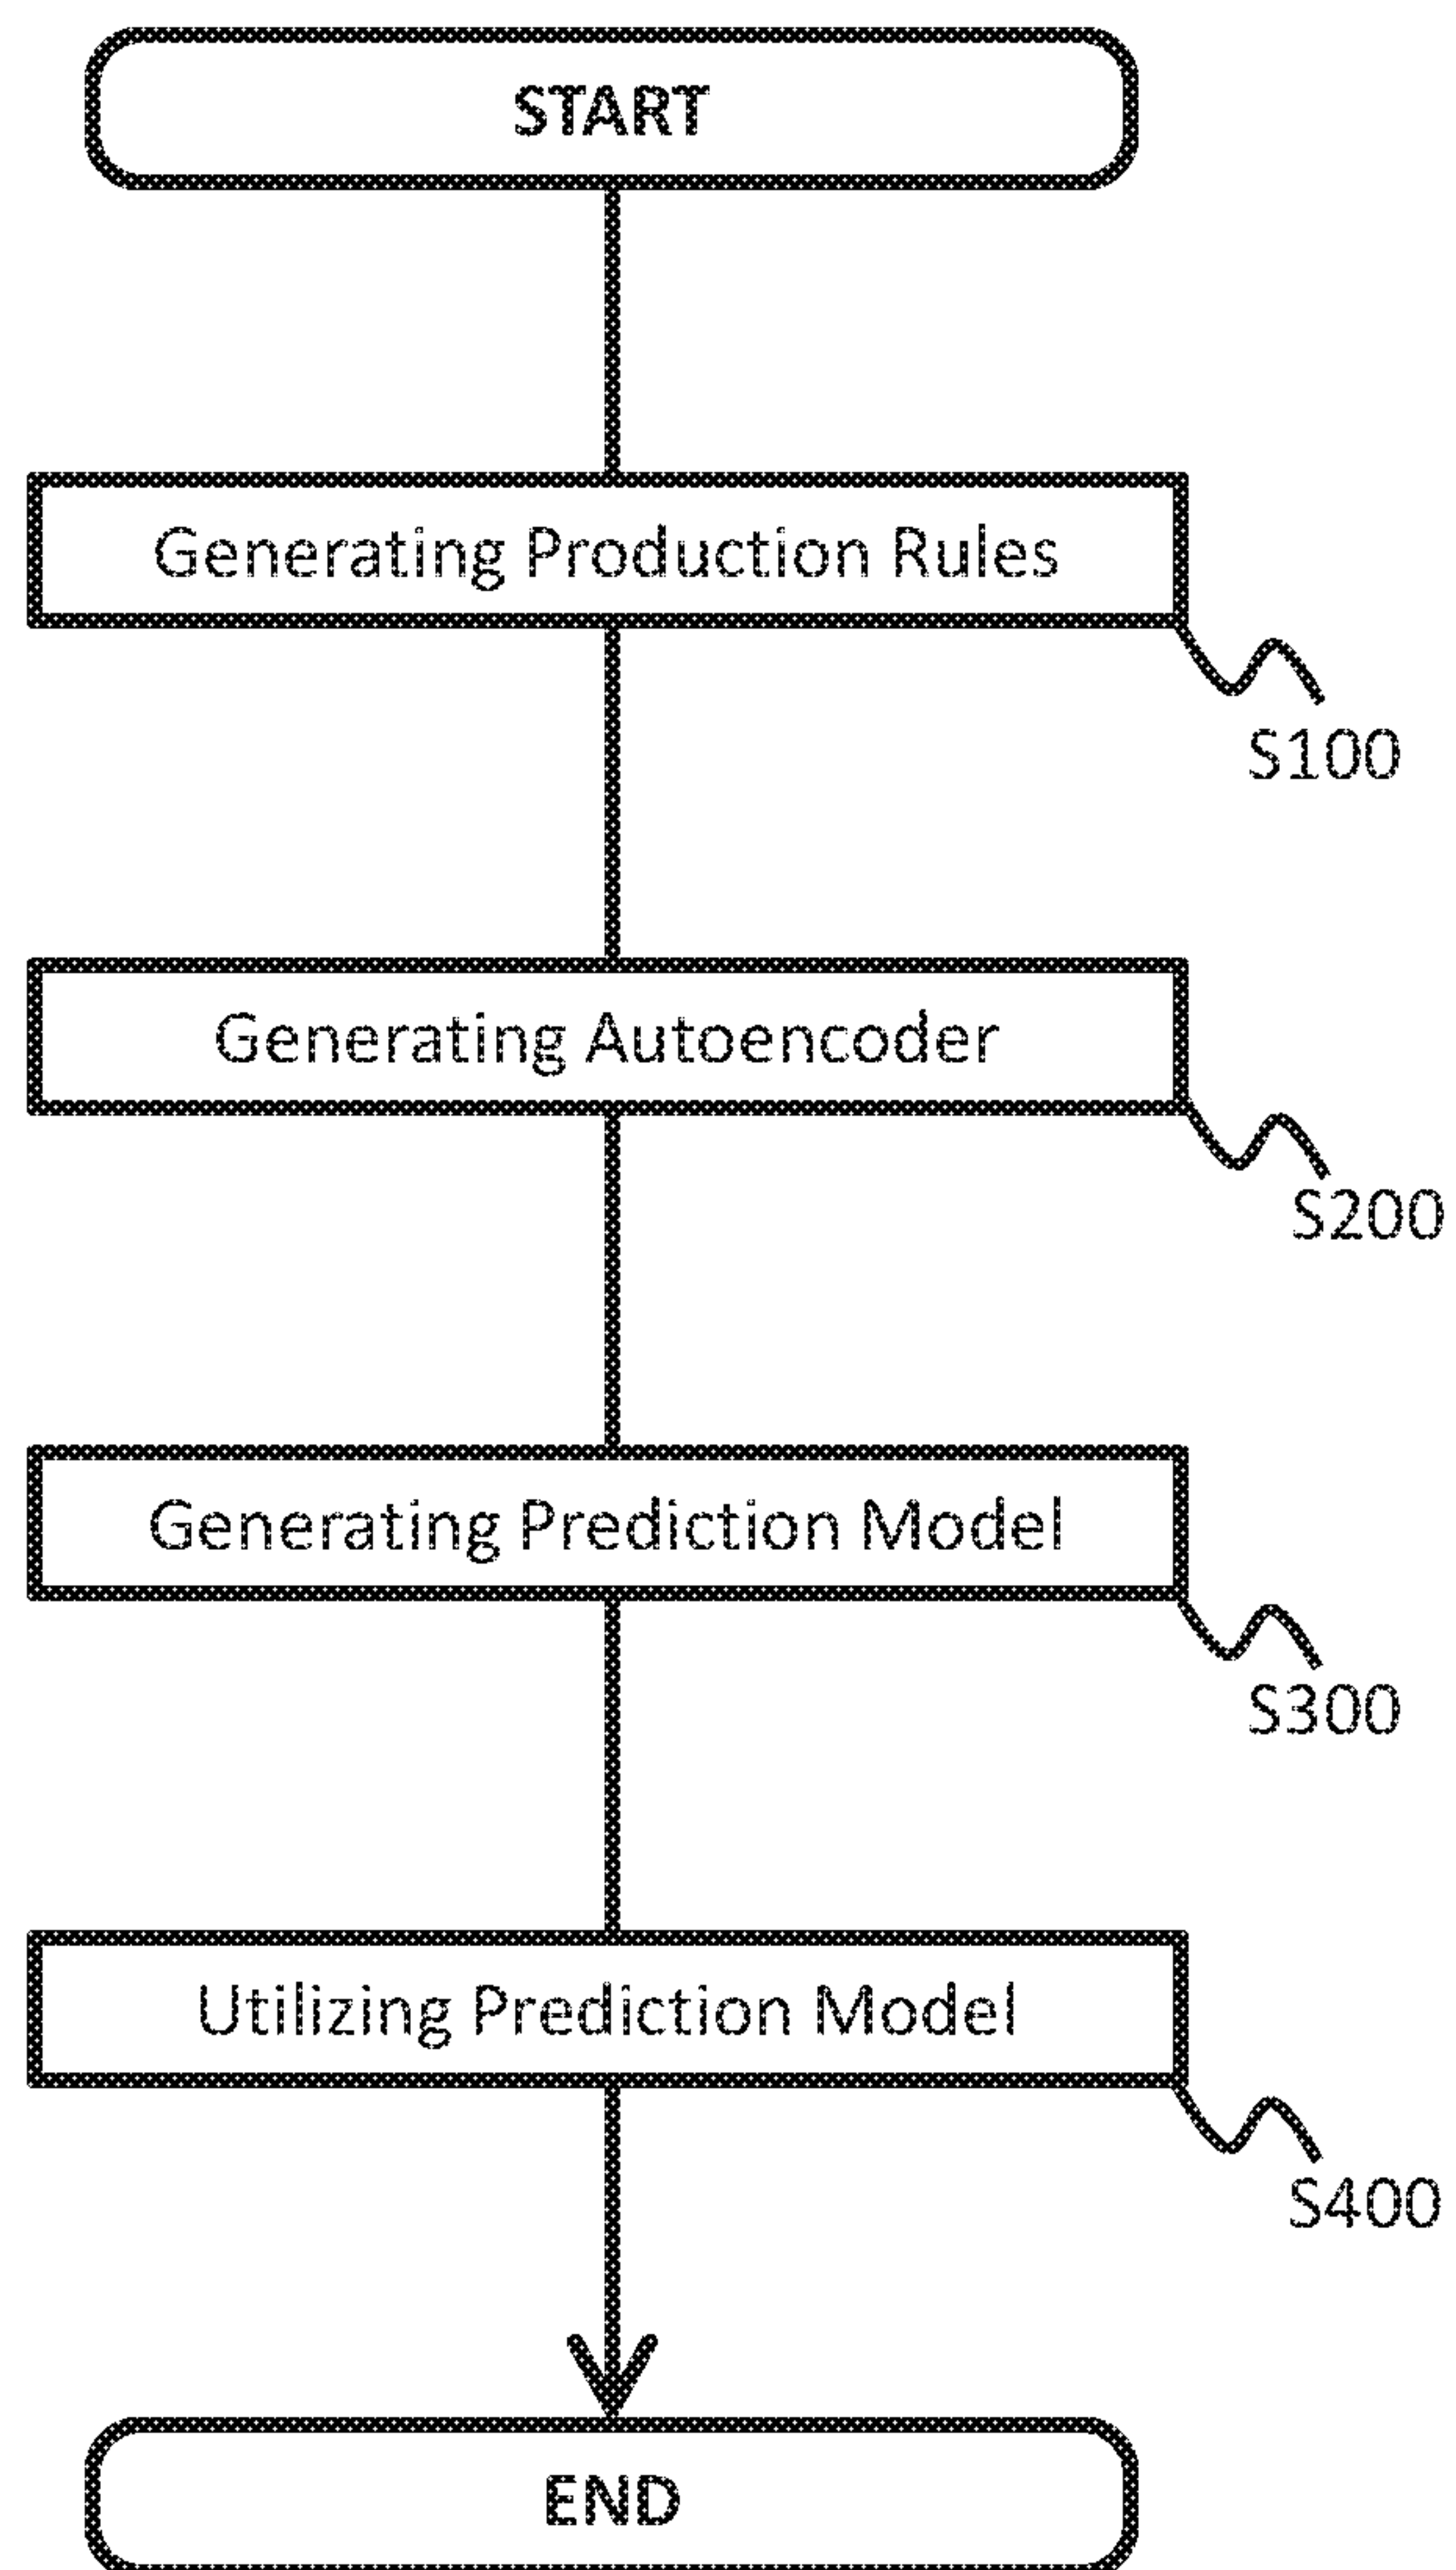 START
Generating Production Rules
S100
Generating Autoencoder
S200
Generating Prediction Model
S300
Utilizing Prediction Model
S400
END